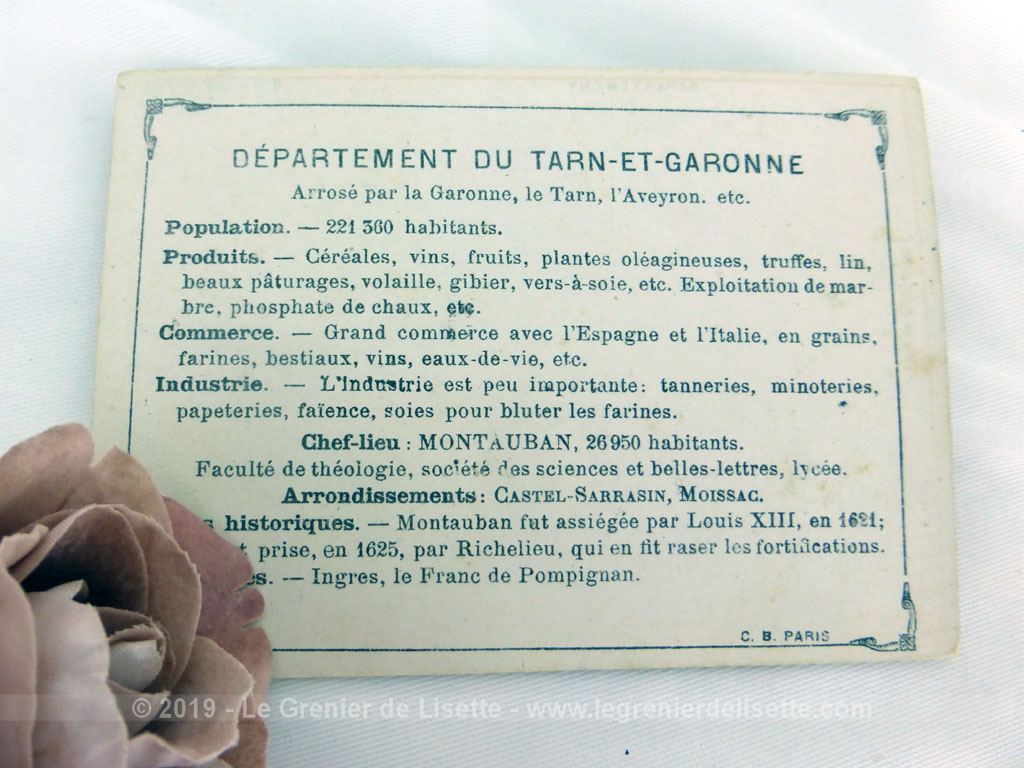 DÉPARTEMENT DU TARN-ET-GARONNE
Arrosé par la Garonne, le Tarn, l'Aveyron. etc.
Population. — 221 360 habitants.
Produits. — Céréales, vins, fruits, plantes oléagineuses, truffes, lin,
beaux pâturages, volaille, gibier, vers-à-soie, etc. Exploitation de mar-
bre, phosphate de chaux, etc.
Commerce. — Grand commerce avec l'Espagne et l'Italie, en grains,
farines, bestiaux, vins, eaux-de-vie, etc.
Industrie. — L'Industrie est peu importante: tanneries, minoteries,
papeteries, faïence, soies pour bluter les farines.
Chef-lieu : MONTAUBAN, 26 950 habitants.
Faculté de théologie, société des sciences et belles-lettres, lycée.
Arrondissements: CASTEL-SARRASIN, MOISSAC.
historiques. — Montauban fut assiégée par Louis XIII, en 1621;
prise, en 1625, par Richelieu, qui en fit raser les fortifications.
— Ingres, le Franc de Pompignan.
C. B. PARIS
© 2019 - Le Grenier de Lisette - www.legrenierdelisette.com